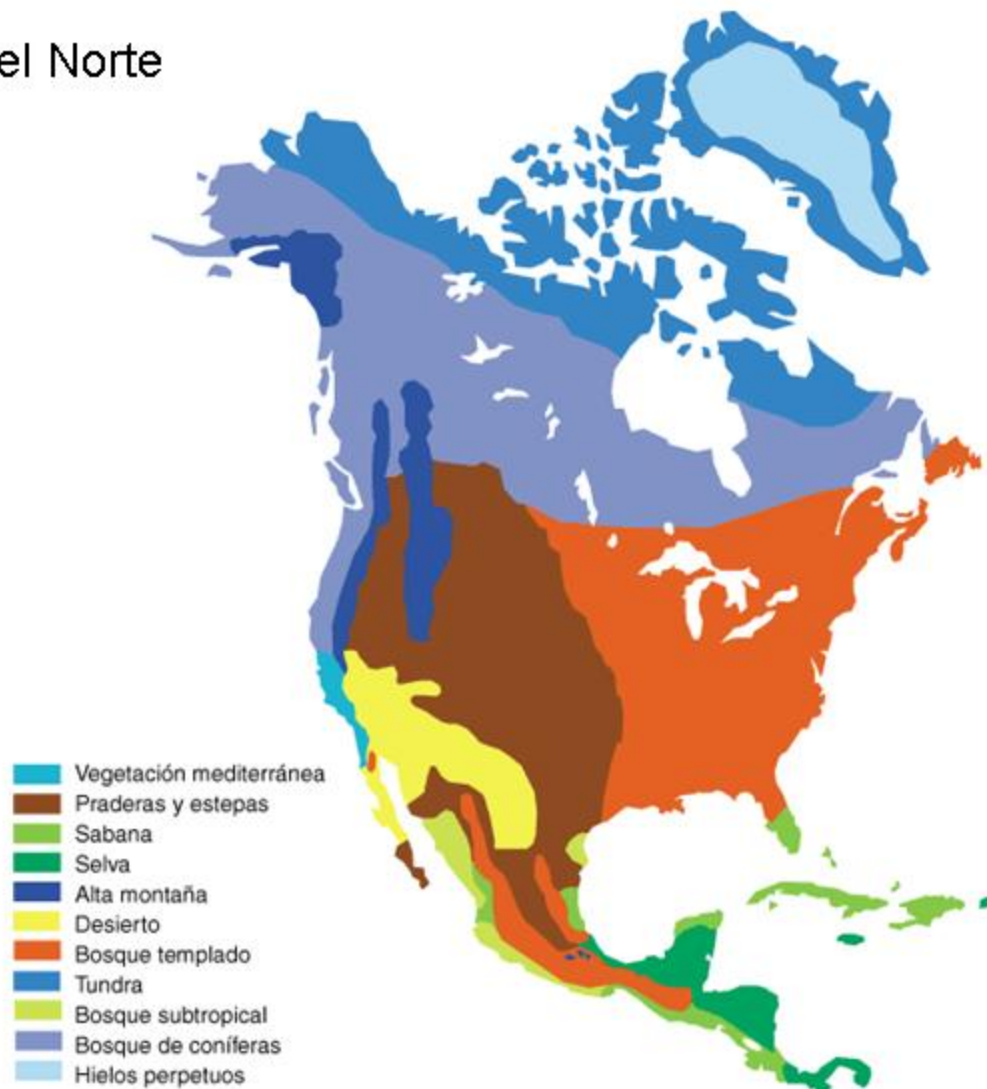 el Norte
Vegetación mediterránea
Praderas y estepas
Sabana
Selva
Alta montaña
Desierto
Bosque templado
Tundra
Bosque subtropical
Bosque de coníferas
Hielos perpetuos